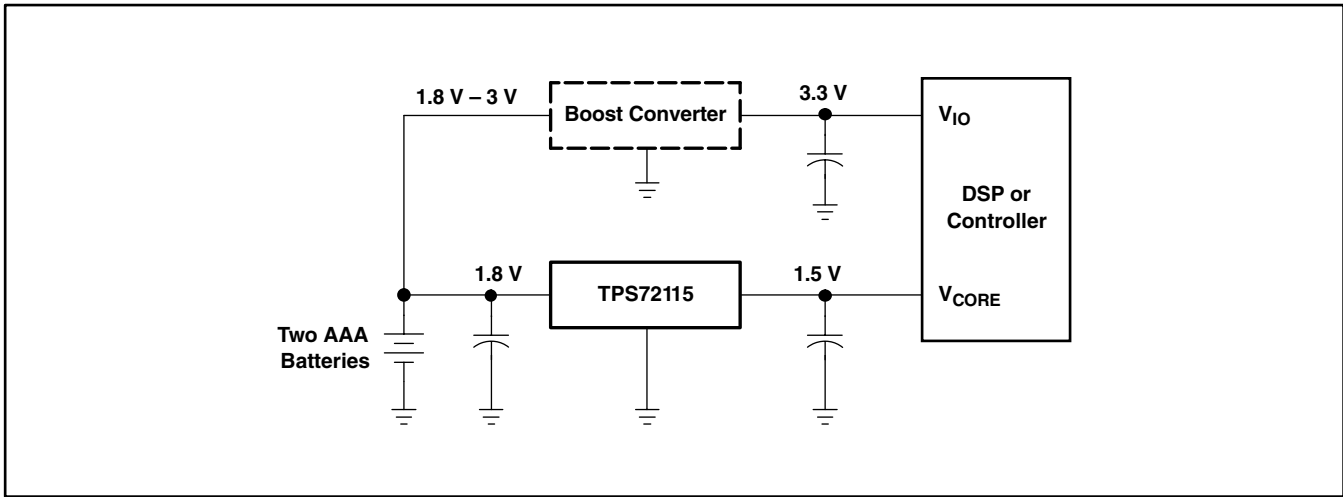 1.8 V – 3 V
Boost Converter
3.3 V
VIO
DSP or
Controller
1.8 V
TPS72115
1.5 V
VCORE
Two AAA
Batteries